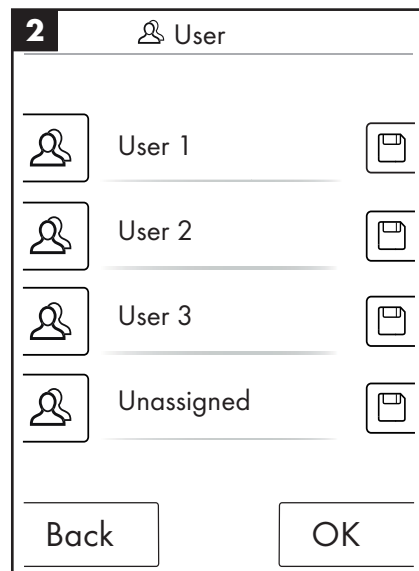 2 User
User 1
User 2
User 3
Unassigned
Back OK